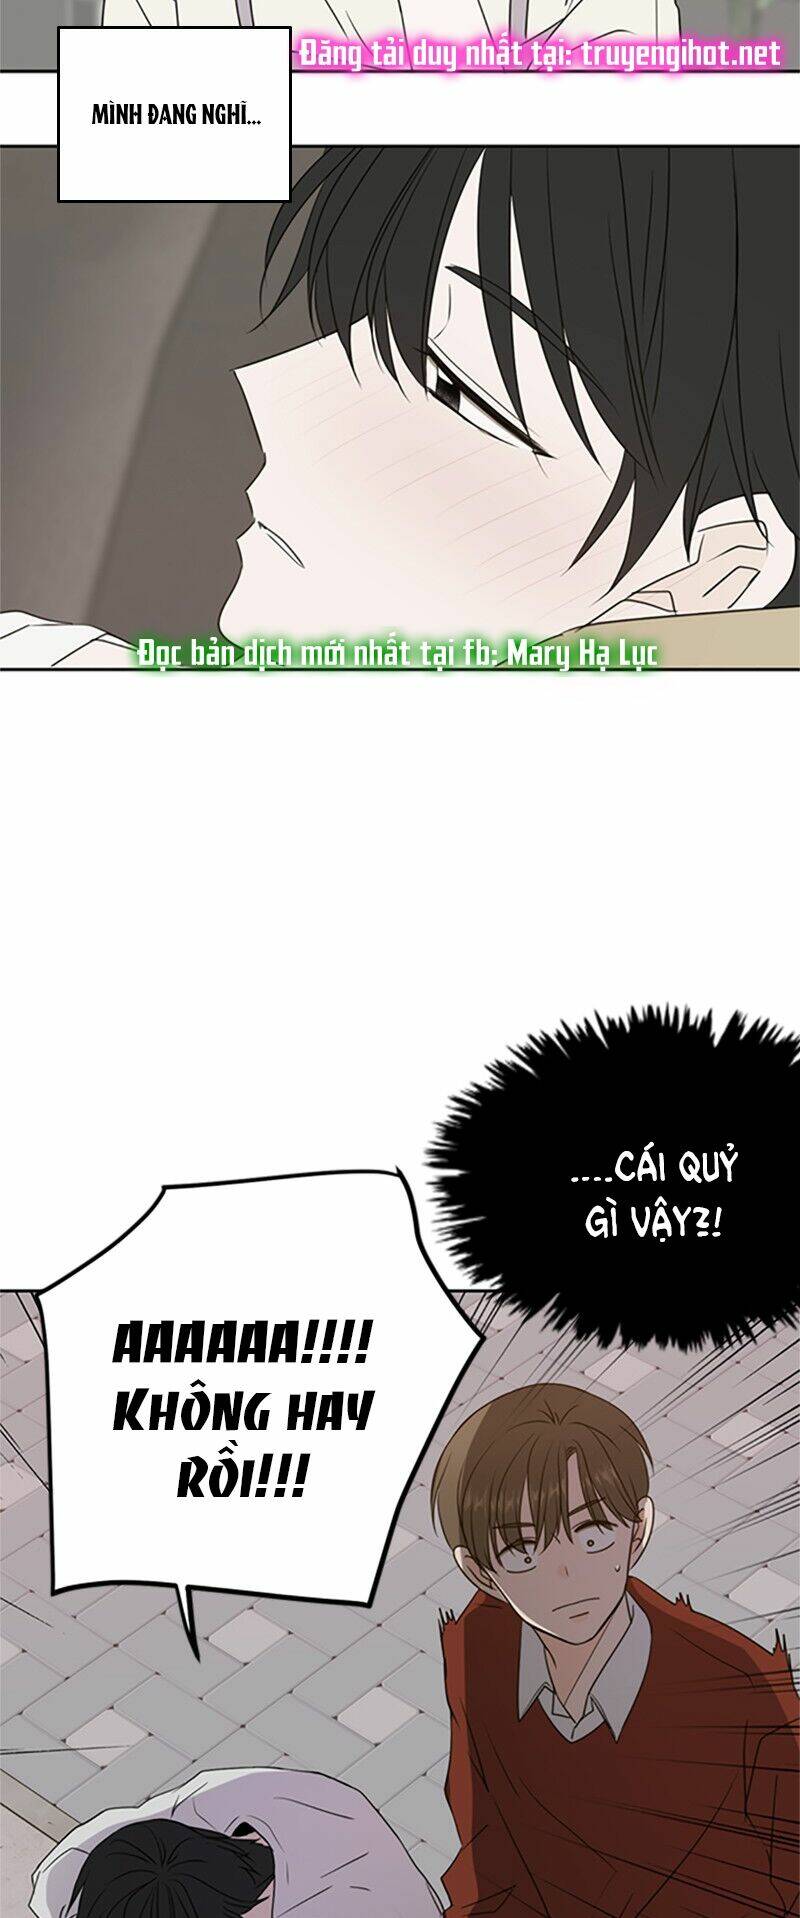 Đăng tải duy nhất tại: truyengihot.net
MÌNH ĐANG NGHĨ...
Đọc bản dịch mới nhất tại fb: Mary Hạ Lục
....CÁI QUỶ
GÌ VẬY?!
AAAAAA!!!!
KHÔNG HAY
RỒI!!!